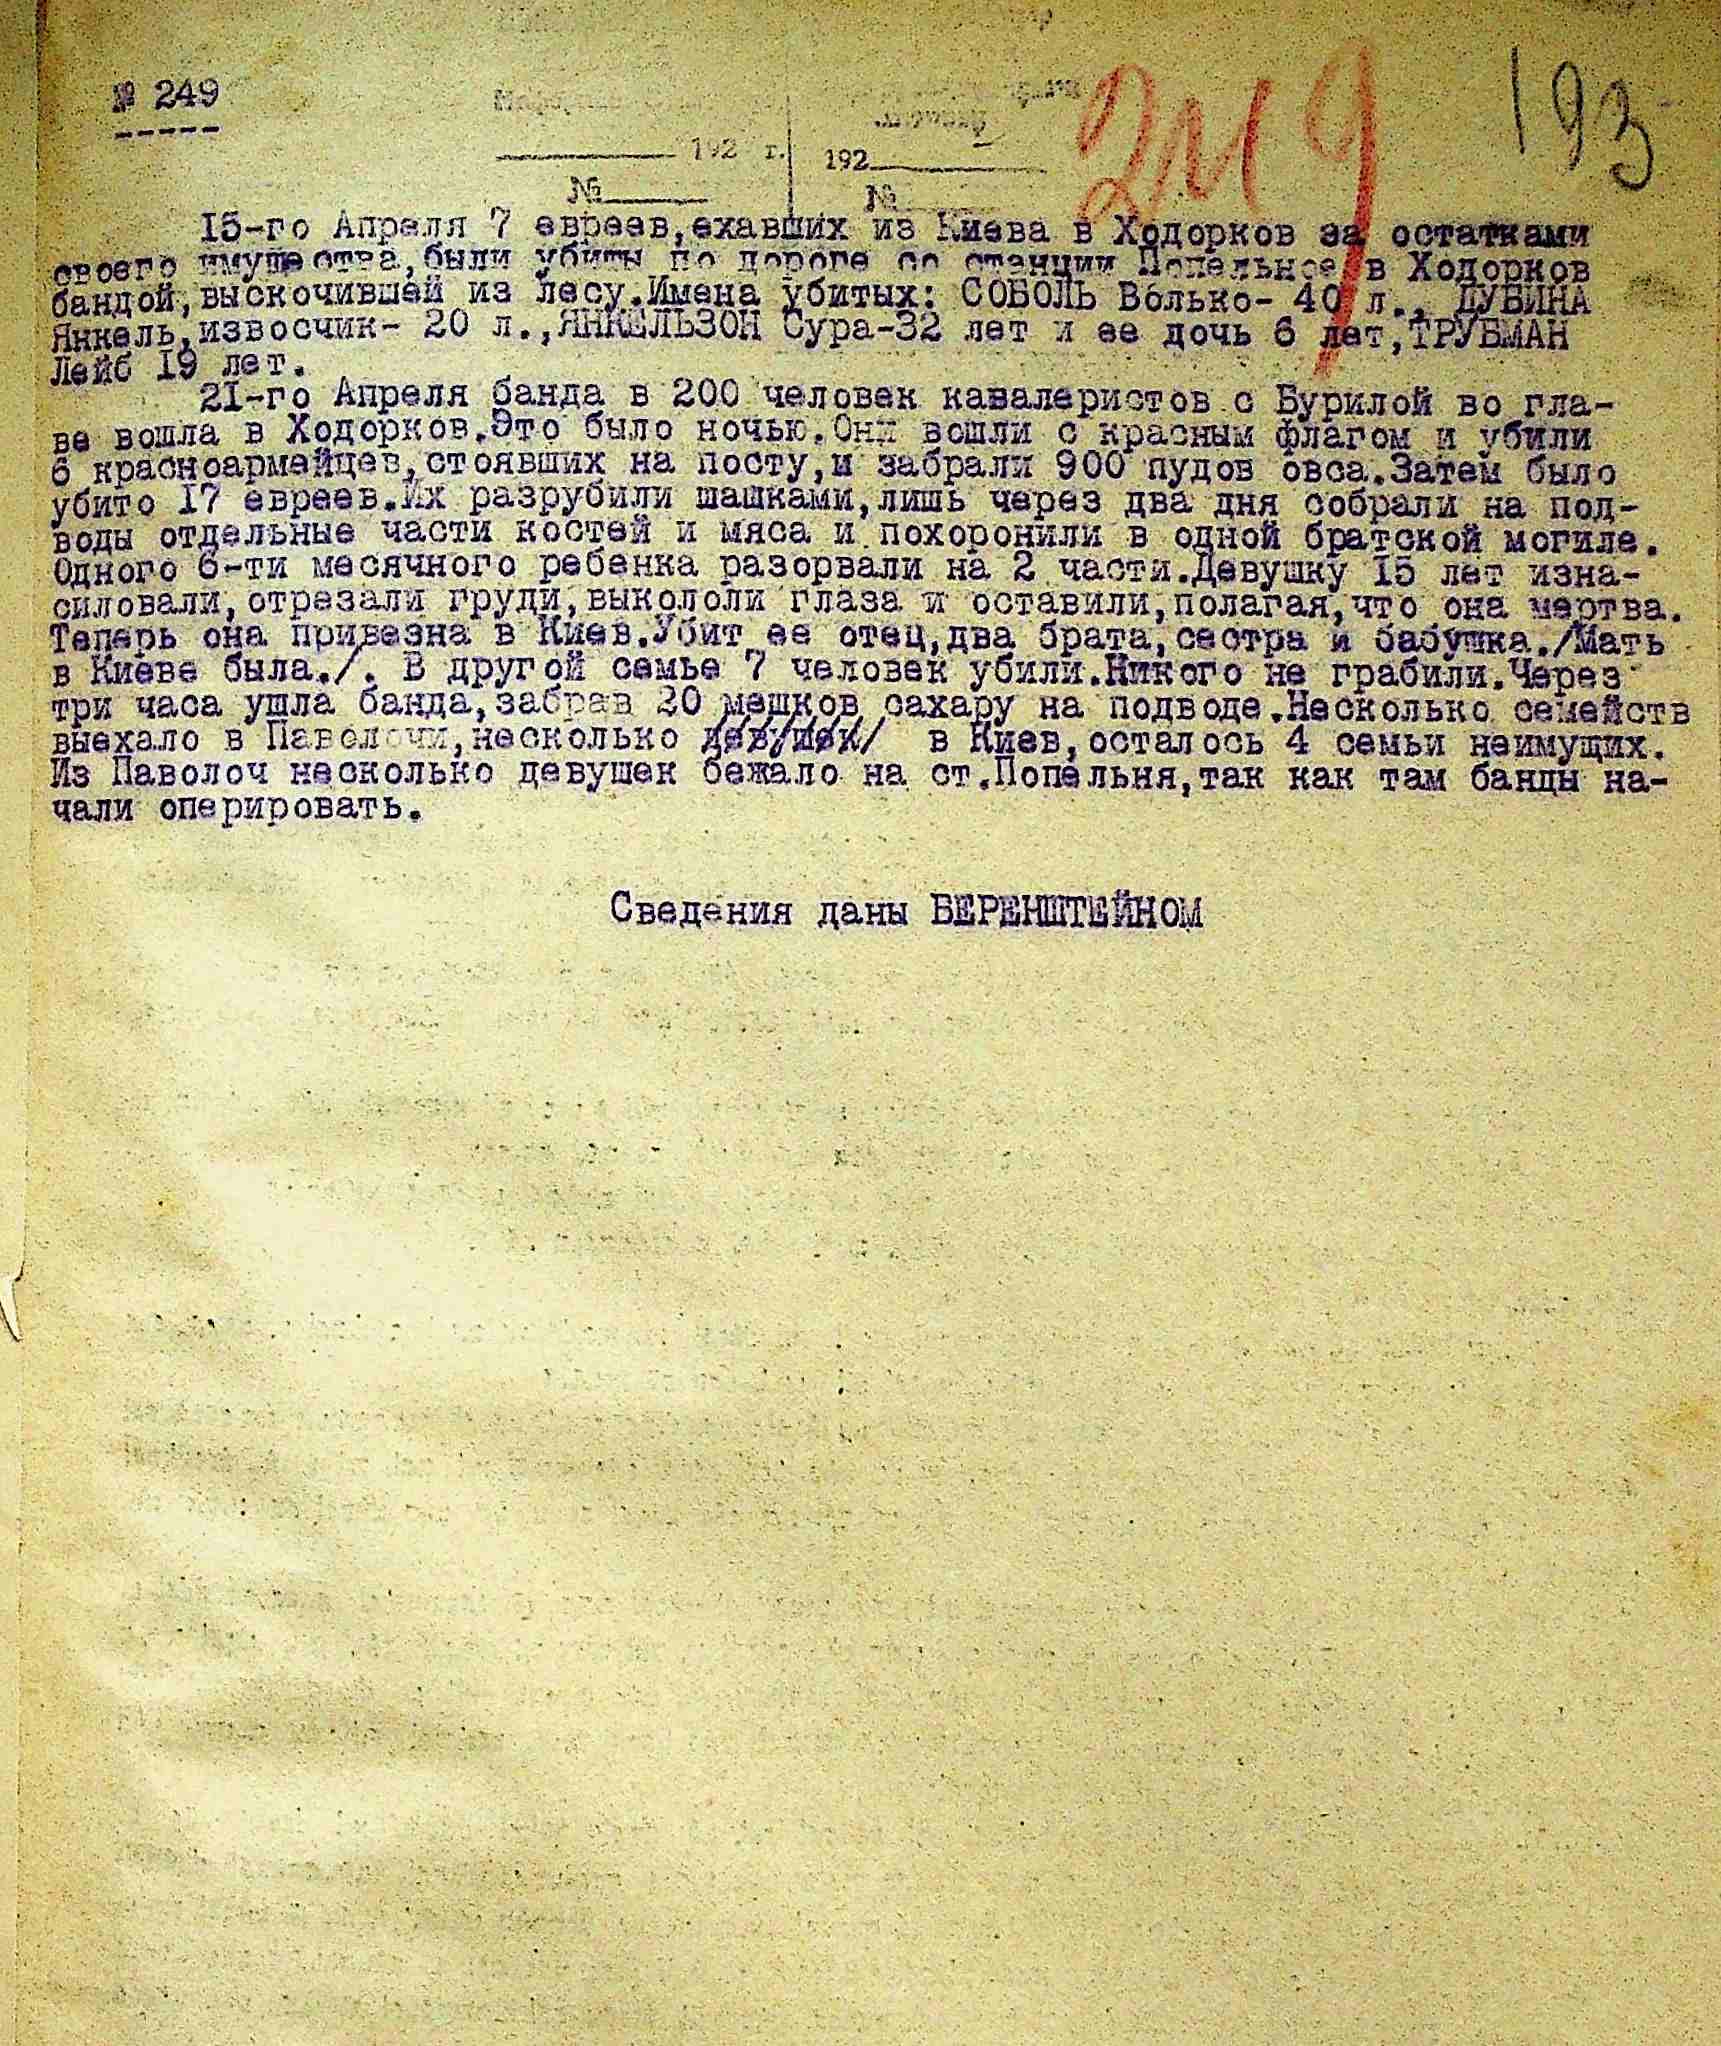 № 249
249
193
192 г.
192
№
№
15-го Апреля 7 евреев,ехавших из Киева в Ходорков за остатками
своего имущества,были убиты по дороге со станции Попельное в Ходорков
бандой,выскочившей из лесу.Имена убитых: СОБОЛЬ Волько- 40 л., ДУБИНА
Янкель,извосчик- 20 л.,ЯНКЕЛЬЗОН Сура-32 лет и ее дочь 6 лет,ТРУБМАН
Лейб 19 лет.
21-го Апреля банда в 200 человек кавалеристов с Бурилой во гла-
ве вошла в Ходорков.Это было ночью.Они вошли с красным флагом и убили
6 красноармейцев,стоявших на посту,и забрали 900 пудов овса.Затем было
убито 17 евреев.Их разрубили шашками,лишь через два дня собрали на под-
воды отдельные части костей и мяса и похоронили в одной братской могиле.
Одного 6-ти месячного ребенка разорвали на 2 части.Девушку 15 лет изна-
силовали,отрезали груди,выкололи глаза и оставили,полагая,что она мертва.
Теперь она привезна в Киев.Убит ее отец,два брата,сестра и бабушка./Мать
в Киеве была./. В другой семье 7 человек убили.Никого не грабили.Через
три часа ушла банда,забрав 20 мешков сахару на подводе.Несколько семейств
выехало в Паволочи,несколько девушек в Киев,осталось 4 семьи неимущих.
Из Паволоч несколько девушек бежало на ст.Попельня,так как там банды на-
чали оперировать.
Сведения даны БЕРЕНШТЕЙНОМ